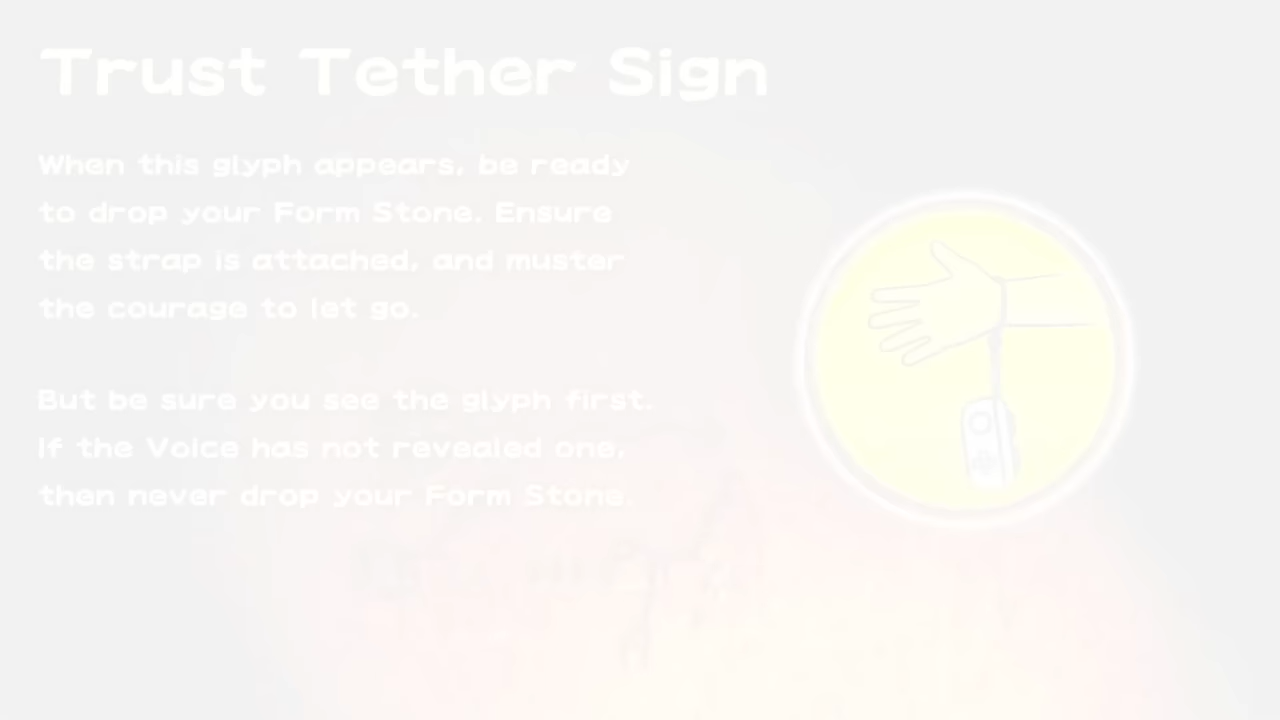 Trust Tether Sign
When this glyph appears, be ready
to drop your Form Stone. Ensure
the strap is attached, and muster
the courage to let go.
But be sure you see the glyph first.
If the Voice has not revealed one,
then never drop your Form Stone.